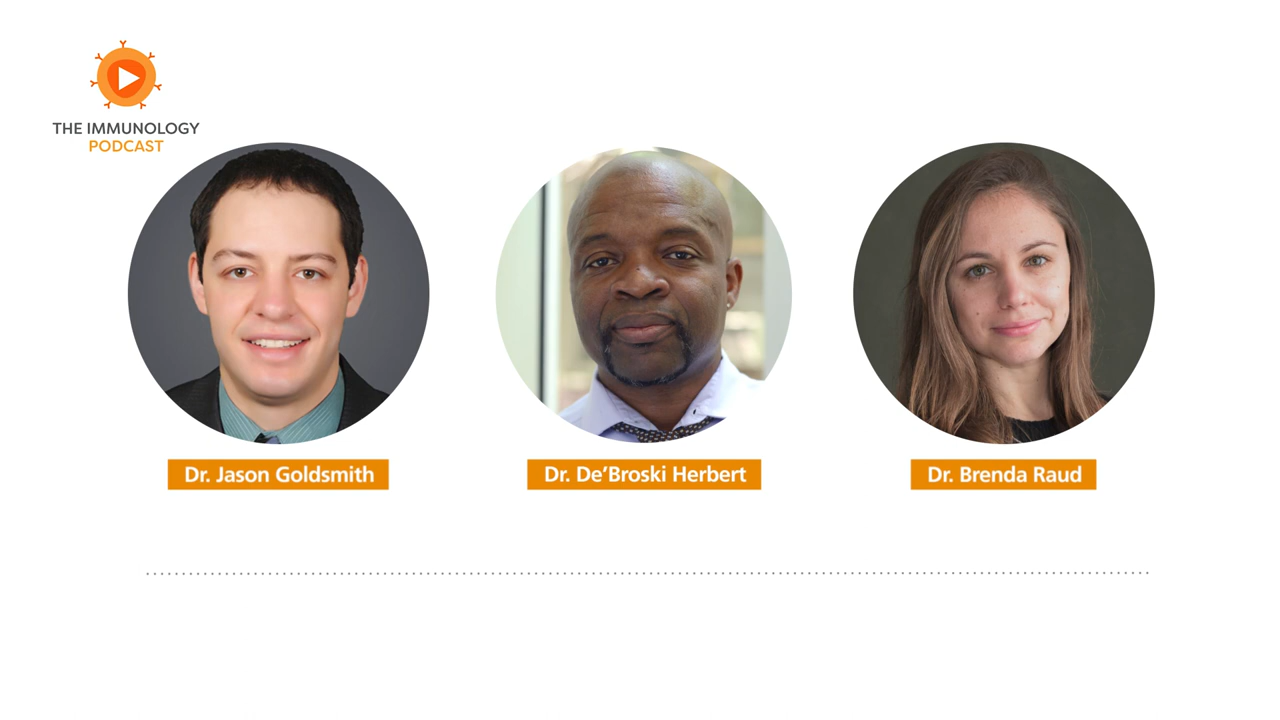 THE IMMUNOLOGY
PODCAST
Dr. Jason Goldsmith
Dr. De’Broski Herbert
Dr. Brenda Raud